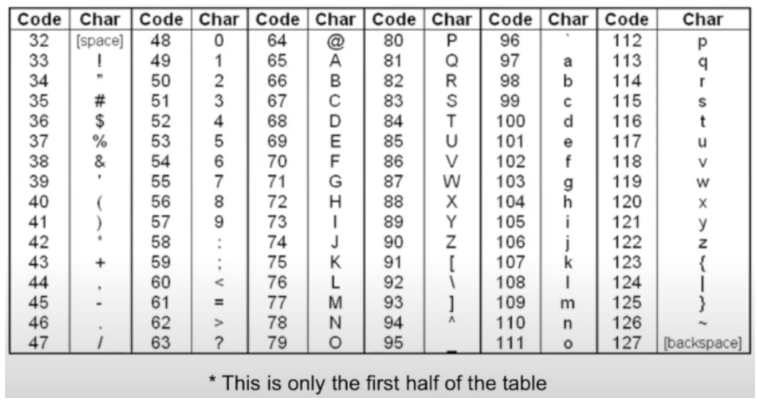 Code Char Code Char Code Char Code Char Code Char Code Char
32 [space] 48 0 64 @ 80 P 96 ` 112 p
33 ! 49 1 65 A 81 Q 97 a 113 q
34 " 50 2 66 B 82 R 98 b 114 r
35 # 51 3 67 C 83 S 99 c 115 s
36 $ 52 4 68 D 84 T 100 d 116 t
37 % 53 5 69 E 85 U 101 e 117 u
38 & 54 6 70 F 86 V 102 f 118 v
39 ' 55 7 71 G 87 W 103 g 119 w
40 ( 56 8 72 H 88 X 104 h 120 x
41 ) 57 9 73 I 89 Y 105 i 121 y
42 * 58 : 74 J 90 Z 106 j 122 z
43 + 59 ; 75 K 91 [ 107 k 123 {
44 , 60 < 76 L 92 \ 108 l 124 |
45 - 61 = 77 M 93 ] 109 m 125 }
46 . 62 > 78 N 94 ^ 110 n 126 ~
47 / 63 ? 79 O 95 _ 111 o 127 [backspace]
* This is only the first half of the table